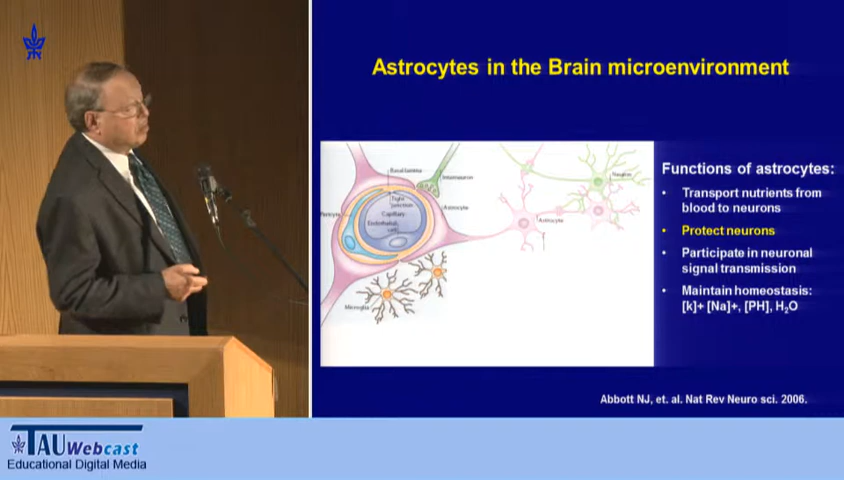 Astrocytes in the Brain microenvironment
Basal lamina
Interneuron
Tight
junction
Pericyte
Capillary
Endothelial
cell
Astrocyte
Neuron
Astrocyte
Microglia
Functions of astrocytes:
• Transport nutrients from
blood to neurons
• Protect neurons
• Participate in neuronal
signal transmission
• Maintain homeostasis:
[k]+ [Na]+, [PH], H₂O
Abbott NJ, et. al. Nat Rev Neuro sci. 2006.
TAUWebcast
Educational Digital Media